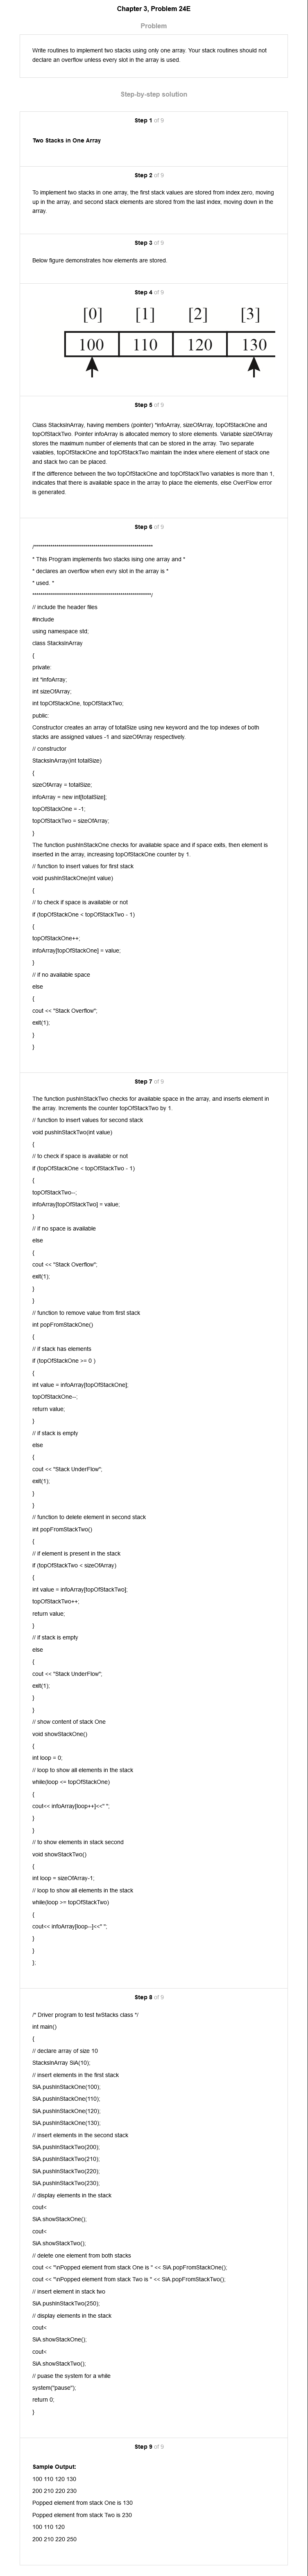 Chapter 3, Problem 24E
Problem
Write routines to implement two stacks using only one array. Your stack routines should not
declare an overflow unless every slot in the array is used.
Step-by-step solution
Step 1 of 9
Two Stacks in One Array
Step 2 of 9
To implement two stacks in one array, the first stack values are stored from index zero, moving
up in the array, and second stack elements are stored from the last index, moving down in the
array.
Step 3 of 9
Below figure demonstrates how elements are stored.
Step 4 of 9
[0] [1] [2] [3]
100 110 120 130
Step 5 of 9
Class StacksInArray, having members (pointer) *infoArray, sizeOfArray, topOfStackOne and
topOfStackTwo. Pointer infoArray is allocated memory to store elements. Variable sizeOfArray
stores the maximum number of elements that can be stored in the array. Two separate
vaiables, topOfStackOne and topOfStackTwo maintain the index where element of stack one
and stack two can be placed.
If the difference between the two topOfStackOne and topOfStackTwo variables is more than 1,
indicates that there is available space in the array to place the elements, else OverFlow error
is generated.
Step 6 of 9
/**********************************************************
* This Program implements two stacks ising one array and *
* declares an overflow when evry slot in the array is *
* used. *
**********************************************************/
// include the header files
#include
using namespace std;
class StacksInArray
{
private:
int *infoArray;
int sizeOfArray;
int topOfStackOne, topOfStackTwo;
public:
Constructor creates an array of totalSize using new keyword and the top indexes of both
stacks are assigned values -1 and sizeOfArray respectively.
// constructor
StacksInArray(int totalSize)
{
sizeOfArray = totalSize;
infoArray = new int[totalSize];
topOfStackOne = -1;
topOfStackTwo = sizeOfArray;
}
The function pushInStackOne checks for available space and if space exits, then element is
inserted in the array, increasing topOfStackOne counter by 1.
// function to insert values for first stack
void pushInStackOne(int value)
{
// to check if space is available or not
if (topOfStackOne < topOfStackTwo - 1)
{
topOfStackOne++;
infoArray[topOfStackOne] = value;
}
// if no available space
else
{
cout << "Stack Overflow";
exit(1);
}
}
Step 7 of 9
The function pushInStackTwo checks for available space in the array, and inserts element in
the array. Increments the counter topOfStackTwo by 1.
// function to insert values for second stack
void pushInStackTwo(int value)
{
// to check if space is available or not
if (topOfStackOne < topOfStackTwo - 1)
{
topOfStackTwo--;
infoArray[topOfStackTwo] = value;
}
// if no space is available
else
{
cout << "Stack Overflow";
exit(1);
}
}
// function to remove value from first stack
int popFromStackOne()
{
// if stack has elements
if (topOfStackOne >= 0 )
{
int value = infoArray[topOfStackOne];
topOfStackOne--;
return value;
}
// if stack is empty
else
{
cout << "Stack UnderFlow";
exit(1);
}
}
// function to delete element in second stack
int popFromStackTwo()
{
// if element is present in the stack
if (topOfStackTwo < sizeOfArray)
{
int value = infoArray[topOfStackTwo];
topOfStackTwo++;
return value;
}
// if stack is empty
else
{
cout << "Stack UnderFlow";
exit(1);
}
}
// show content of stack One
void showStackOne()
{
int loop = 0;
// loop to show all elements in the stack
while(loop <= topOfStackOne)
{
cout<< infoArray[loop++]<<" ";
}
}
// to show elements in stack second
void showStackTwo()
{
int loop = sizeOfArray-1;
// loop to show all elements in the stack
while(loop >= topOfStackTwo)
{
cout<< infoArray[loop--]<<" ";
}
}
};
Step 8 of 9
/* Driver program to test twStacks class */
int main()
{
// declare array of size 10
StacksInArray SiA(10);
// insert elements in the first stack
SiA.pushInStackOne(100);
SiA.pushInStackOne(110);
SiA.pushInStackOne(120);
SiA.pushInStackOne(130);
// insert elements in the second stack
SiA.pushInStackTwo(200);
SiA.pushInStackTwo(210);
SiA.pushInStackTwo(220);
SiA.pushInStackTwo(230);
// display elements in the stack
cout<
SiA.showStackOne();
cout<
SiA.showStackTwo();
// delete one element from both stacks
cout << "\nPopped element from stack One is " << SiA.popFromStackOne();
cout << "\nPopped element from stack Two is " << SiA.popFromStackTwo();
// insert element in stack two
SiA.pushInStackTwo(250);
// display elements in the stack
cout<
SiA.showStackOne();
cout<
SiA.showStackTwo();
// puase the system for a while
system("pause");
return 0;
}
Step 9 of 9
Sample Output:
100 110 120 130
200 210 220 230
Popped element from stack One is 130
Popped element from stack Two is 230
100 110 120
200 210 220 250